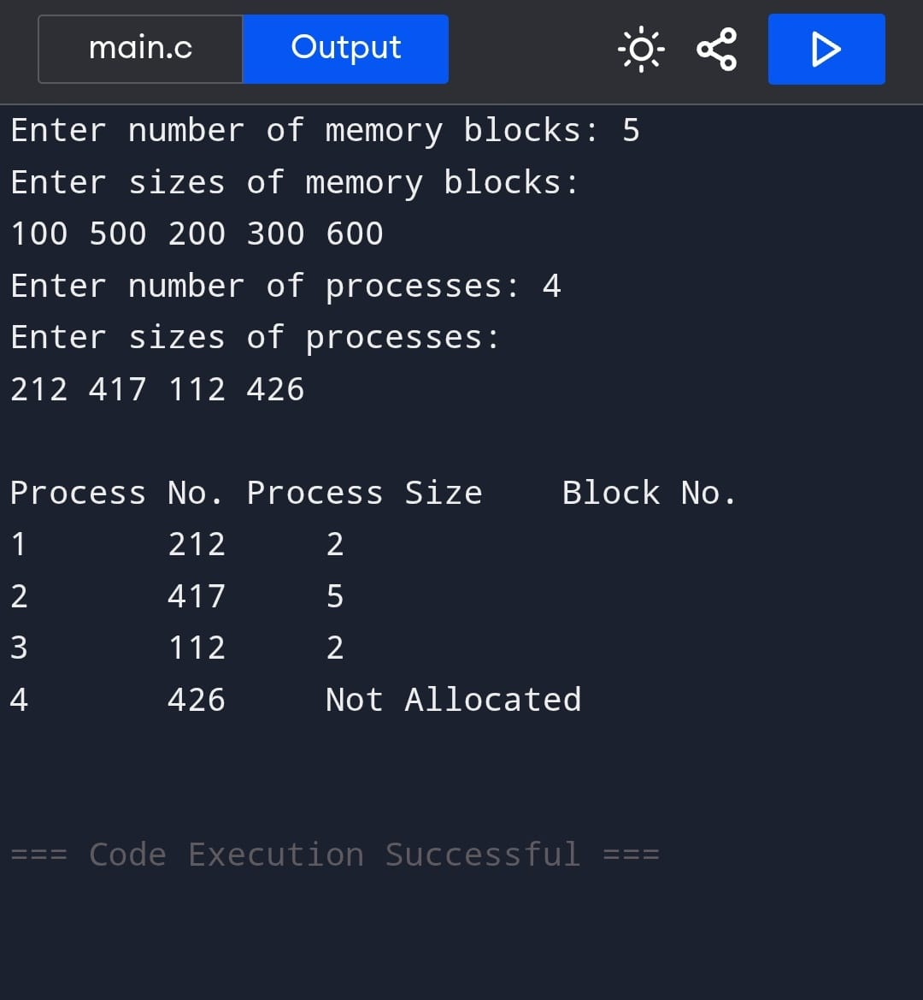 main.c Output
Enter number of memory blocks: 5
Enter sizes of memory blocks:
100 500 200 300 600
Enter number of processes: 4
Enter sizes of processes:
212 417 112 426
Process No. Process Size    Block No.
1       212     2
2       417     5
3       112     2
4       426     Not Allocated
=== Code Execution Successful ===